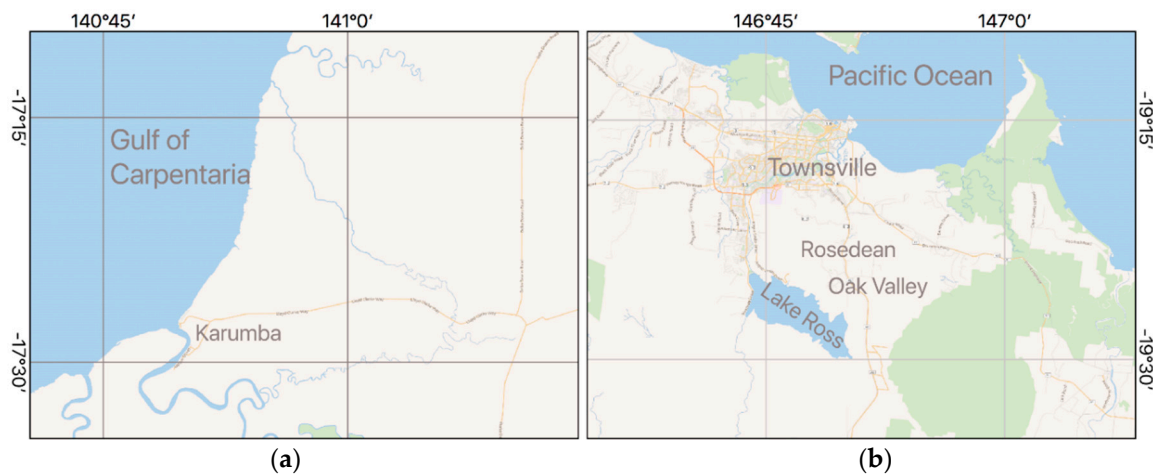 140°45′ 141°0′ 146°45′ 147°0′
-17°15′
-17°30′
Gulf of
Carpentaria
Karumba
Pacific Ocean
Townsville
Rosedean
Oak Valley
Lake Ross
-19°15′
-19°30′
(a) (b)